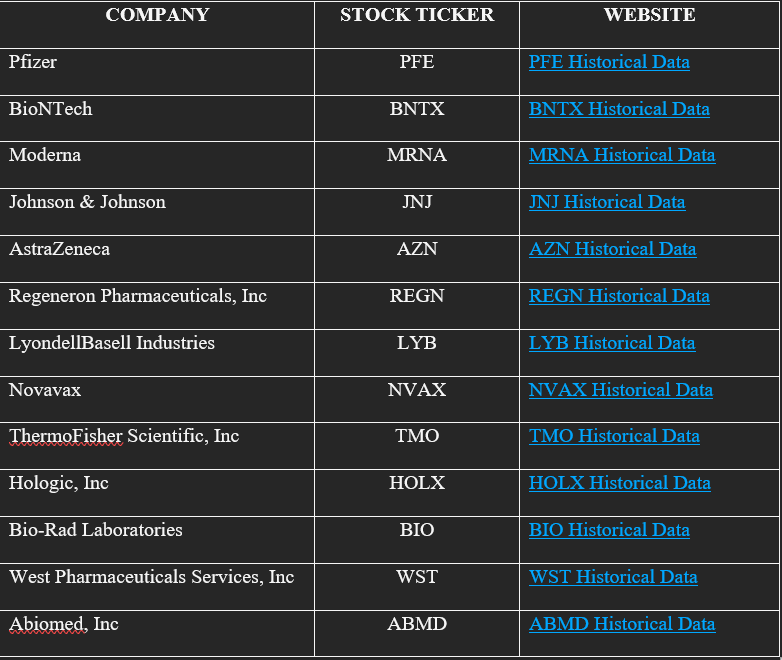 COMPANY STOCK TICKER WEBSITE
Pfizer PFE PFE Historical Data
BioNTech BNTX BNTX Historical Data
Moderna MRNA MRNA Historical Data
Johnson & Johnson JNJ JNJ Historical Data
AstraZeneca AZN AZN Historical Data
Regeneron Pharmaceuticals, Inc REGN REGN Historical Data
LyondellBasell Industries LYB LYB Historical Data
Novavax NVAX NVAX Historical Data
ThermoFisher Scientific, Inc TMO TMO Historical Data
Hologic, Inc HOLX HOLX Historical Data
Bio-Rad Laboratories BIO BIO Historical Data
West Pharmaceuticals Services, Inc WST WST Historical Data
Abiomed, Inc ABMD ABMD Historical Data